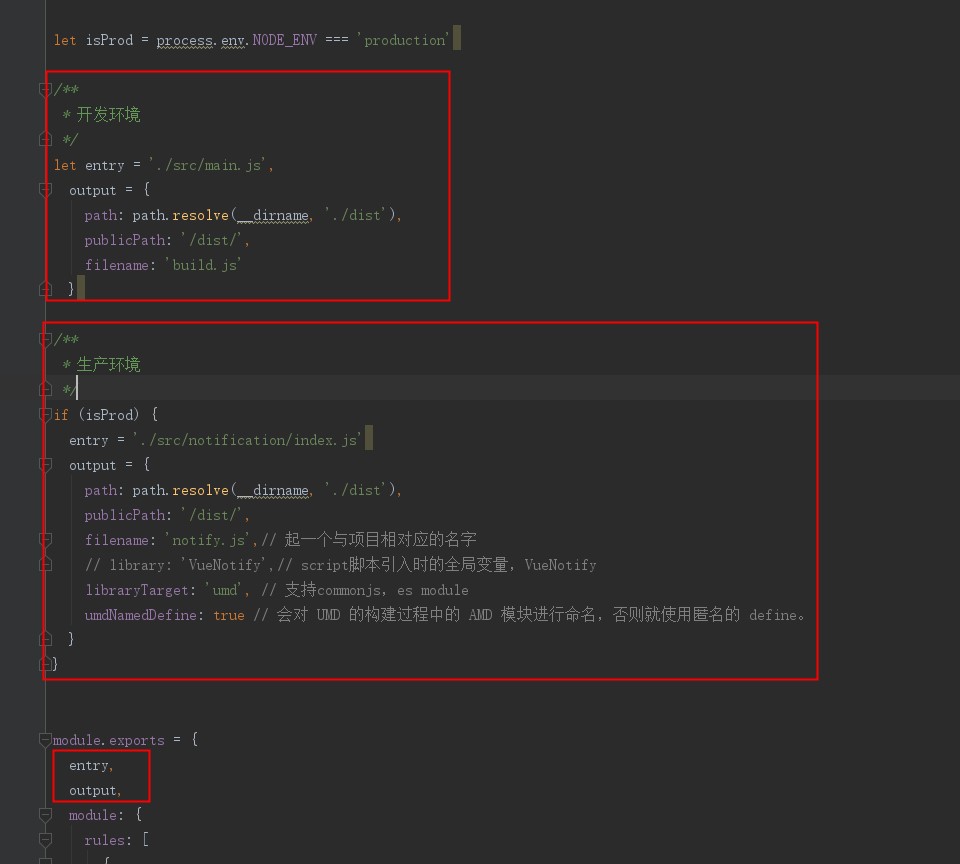 let isProd = process.env.NODE_ENV === 'production'
/**
* 开发环境
*/
let entry = './src/main.js',
output = {
path: path.resolve(__dirname, './dist'),
publicPath: '/dist/',
filename: 'build.js'
}
/**
* 生产环境
*/
if (isProd) {
entry = './src/notification/index.js'
output = {
path: path.resolve(__dirname, './dist'),
publicPath: '/dist/',
filename: 'notify.js',// 起一个与项目相对应的名字
// library: 'VueNotify',// script脚本引入时的全局变量，VueNotify
libraryTarget: 'umd', // 支持commonjs，es module
umdNamedDefine: true // 会对 UMD 的构建过程中的 AMD 模块进行命名，否则就使用匿名的 define。
}
}
module.exports = {
entry,
output,
module: {
rules: [
{